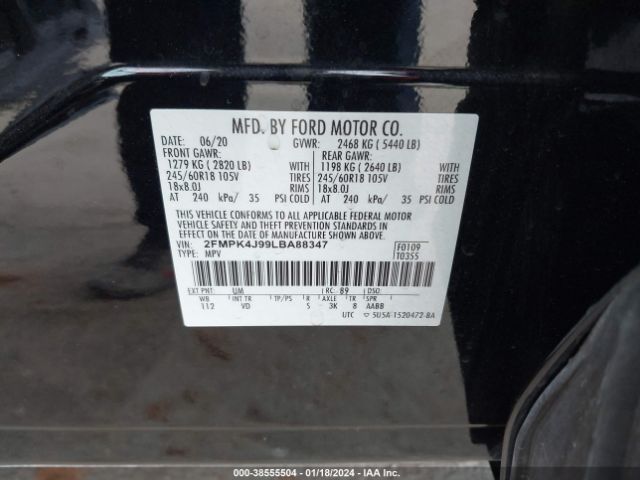 MFD. BY FORD MOTOR CO.
DATE: 06/20 GVWR: 2468 KG ( 5440 LB)
FRONT GAWR: REAR GAWR:
1279 KG ( 2820 LB) WITH 1198 KG ( 2640 LB) WITH
245/60R18 105V TIRES 245/60R18 105V TIRES
18x8.0J RIMS 18x8.0J RIMS
AT 240 kPa/ 35 PSI COLD AT 240 kPa/ 35 PSI COLD
THIS VEHICLE CONFORMS TO ALL APPLICABLE FEDERAL MOTOR
VEHICLE SAFETY AND THEFT PREVENTION STANDARDS IN EFFECT
ON THE DATE OF MANUFACTURE SHOWN ABOVE.
VIN: 2FMPK4J99LBA88347 F0109
TYPE: MPV T0355
EXT PNT: UM RC: 89 DSO:
WB INT TR TP/PS R AXLE TR SPR
112 VD S 3K 8 AABB
UTC ▽ 5U5A-1520472-BA
000-38555504 | 01/18/2024 | IAA Inc.